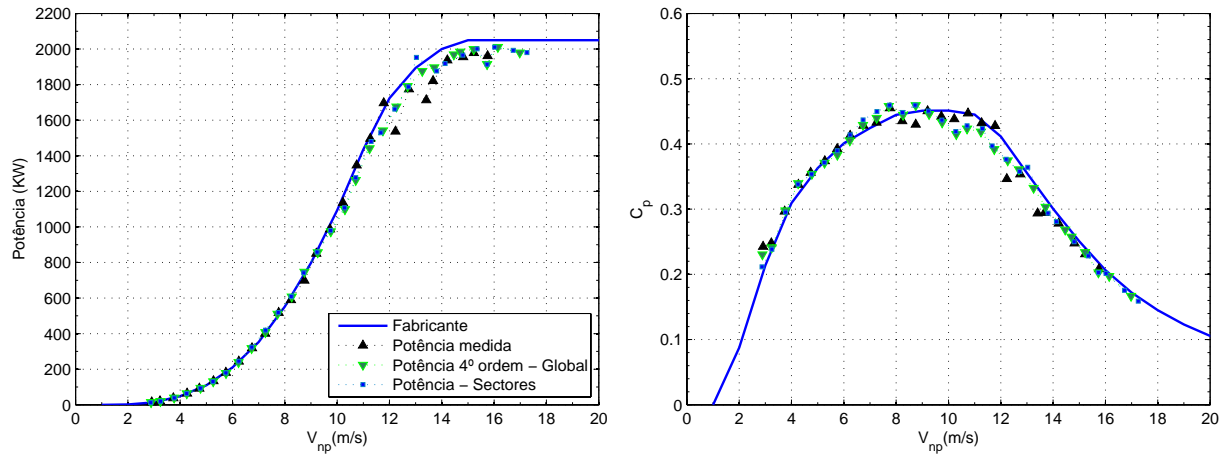 2200
2000
1800
1600
1400
1200
1000
800
600
400
200
0
Potência (KW)
0 2 4 6 8 10 12 14 16 18 20
V_np(m/s)
Fabricante
Potência medida
Potência 4º ordem − Global
Potência − Sectores
0.6
0.5
0.4
0.3
0.2
0.1
0
C_p
0 2 4 6 8 10 12 14 16 18 20
V_np(m/s)